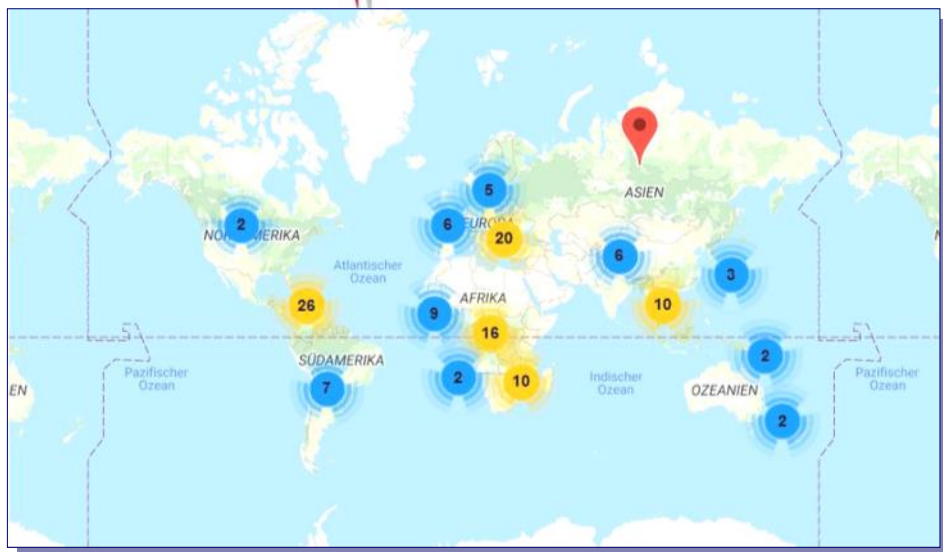 ASIEN
5
6
EUROPA
20
2
NORDAMERIKA
6
3
Atlantischer
Ozean
26
AFRIKA
10
9
16
2
SÜDAMERIKA
Pazifischer
Ozean
7
2
10
Indischer
Ozean
OZEANIEN
Pazifischer
Ozean
EN
2